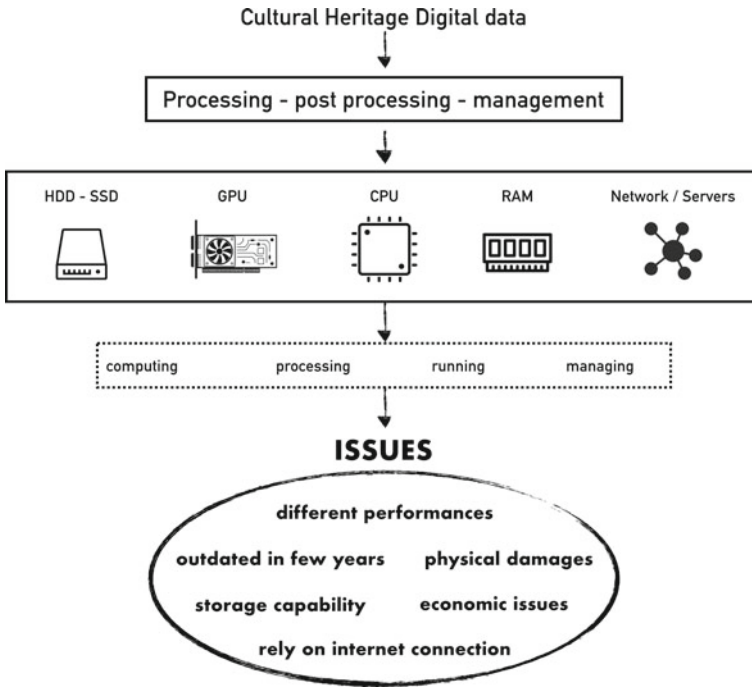 Cultural Heritage Digital data
Processing - post processing - management
HDD - SSD GPU CPU RAM Network / Servers
computing processing running managing
ISSUES
different performances
outdated in few years physical damages
storage capability economic issues
rely on internet connection